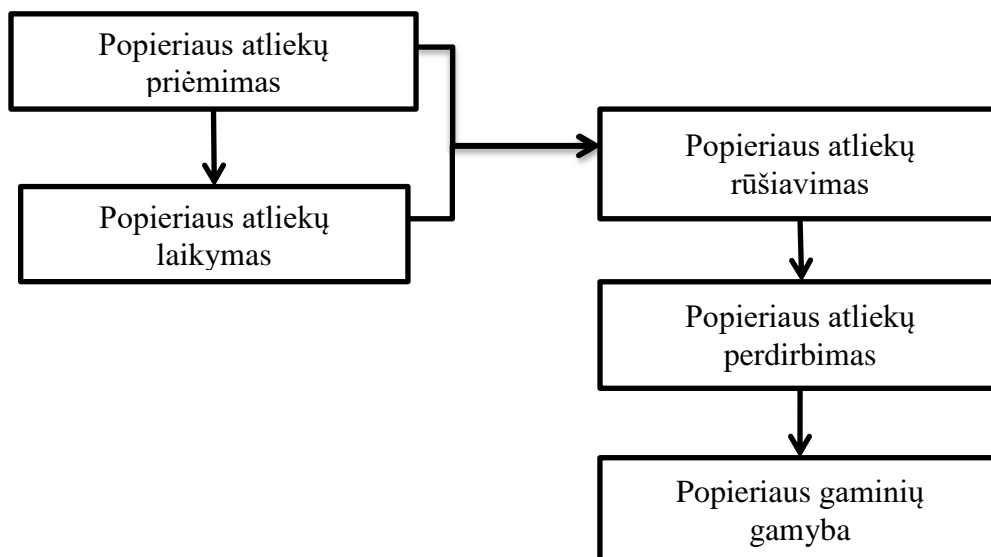 Popieriaus atliekų
priėmimas
Popieriaus atliekų
laikymas
Popieriaus atliekų
rūšiavimas
Popieriaus atliekų
perdirbimas
Popieriaus gaminių
gamyba